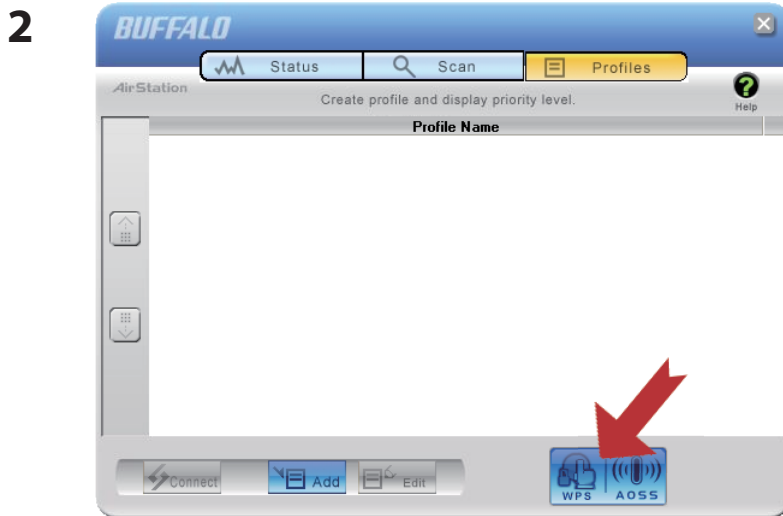 2
BUFFALO
Status Scan Profiles
AirStation
Create profile and display priority level.
Help
Profile Name
Connect Add Edit
WPS AOSS